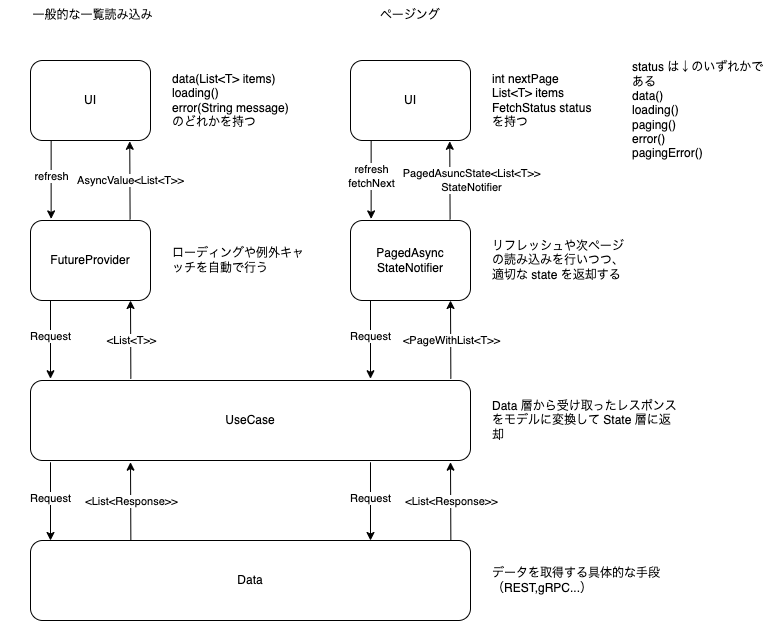 一般的な一覧読み込み
ページング
UI
data(List<T> items)
loading()
error(String message)
のどれかを持つ
UI
int nextPage
List<T> items
FetchStatus status
を持つ
status は↓のいずれかで
ある
data()
loading()
paging()
error()
pagingError()
refresh
AsyncValue<List<T>>
refresh
fetchNext
PagedAsuncState<List<T>>
StateNotifier
FutureProvider
ローディングや例外キャ
ッチを自動で行う
PagedAsync
StateNotifier
リフレッシュや次ページ
の読み込みを行いつつ、
適切な state を返却する
Request
<List<T>>
Request
<PageWithList<T>>
UseCase
Data 層から受け取ったレスポンス
をモデルに変換して State 層に返
却
Request
<List<Response>>
Request
<List<Response>>
Data
データを取得する具体的な手段
（REST,gRPC...）